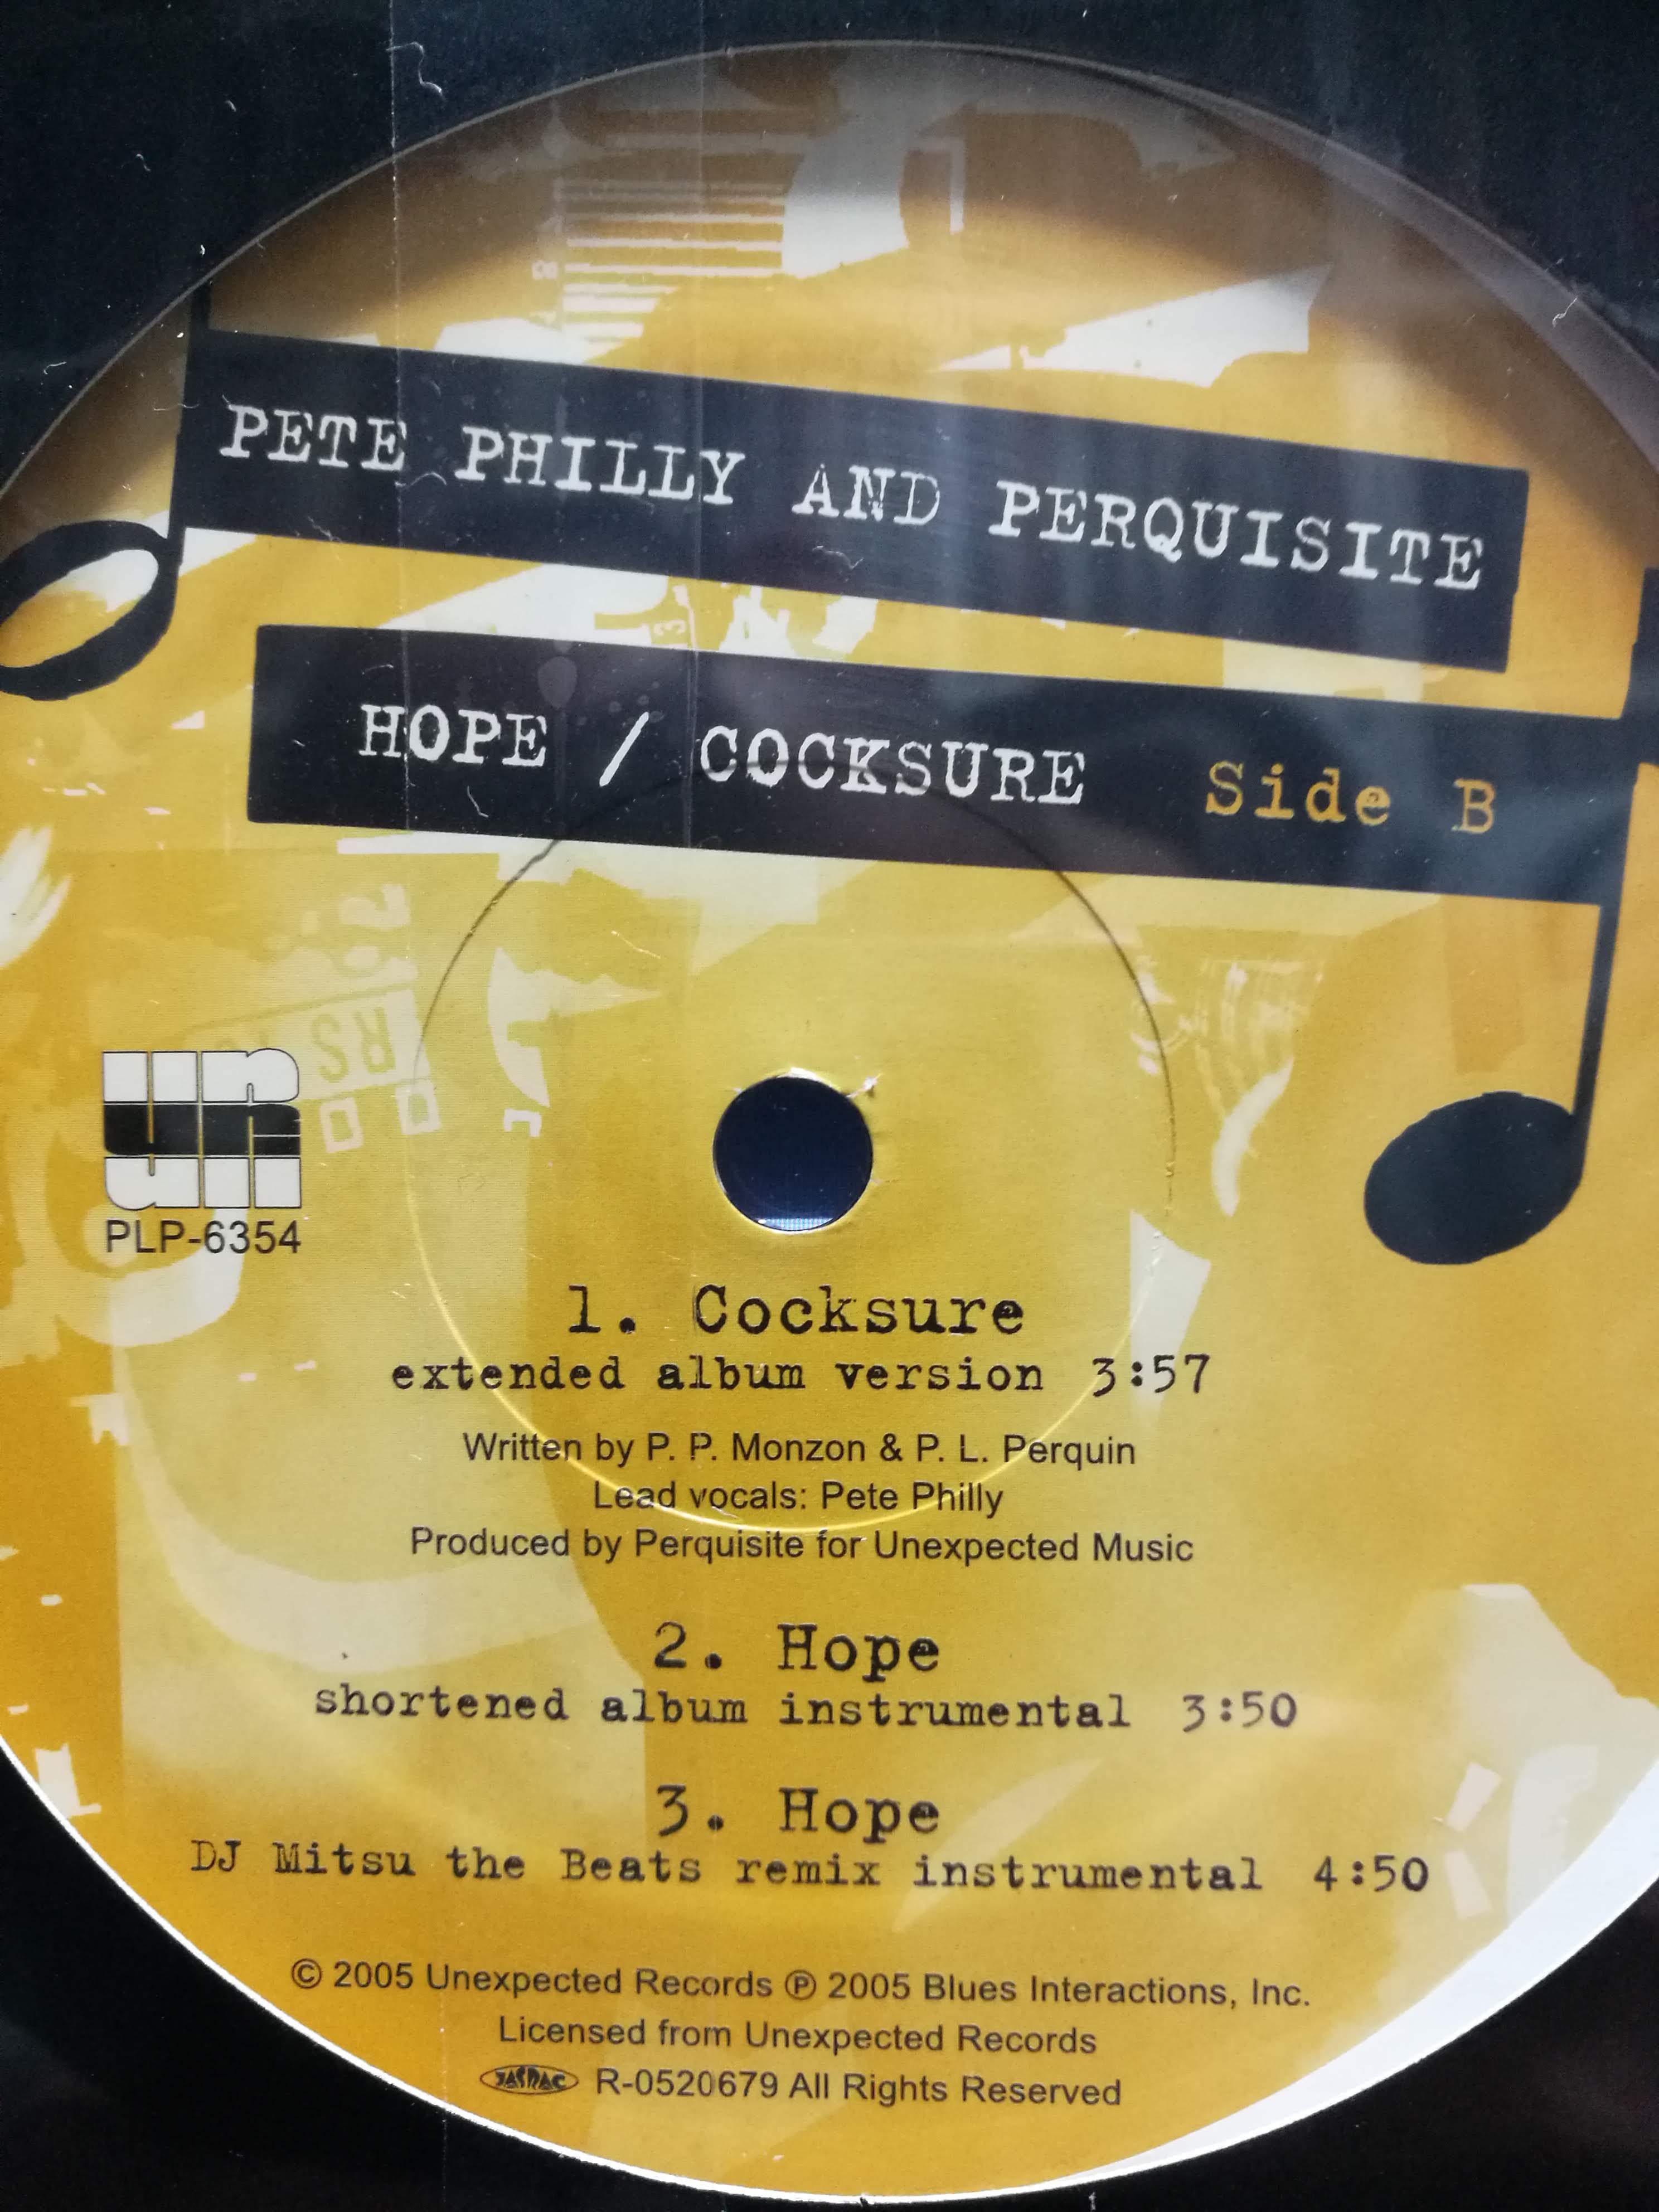 PETE PHILLY AND PERQUISITE
HOPE / COCKSURE Side B
PLP-6354
1. Cocksure
extended album version 3:57
Written by P. P. Monzon & P. L. Perquin
Lead vocals: Pete Philly
Produced by Perquisite for Unexpected Music
2. Hope
shortened album instrumental 3:50
3. Hope
DJ Mitsu the Beats remix instrumental 4:50
© 2005 Unexpected Records ℗ 2005 Blues Interactions, Inc.
Licensed from Unexpected Records
JASRAC R-0520679 All Rights Reserved